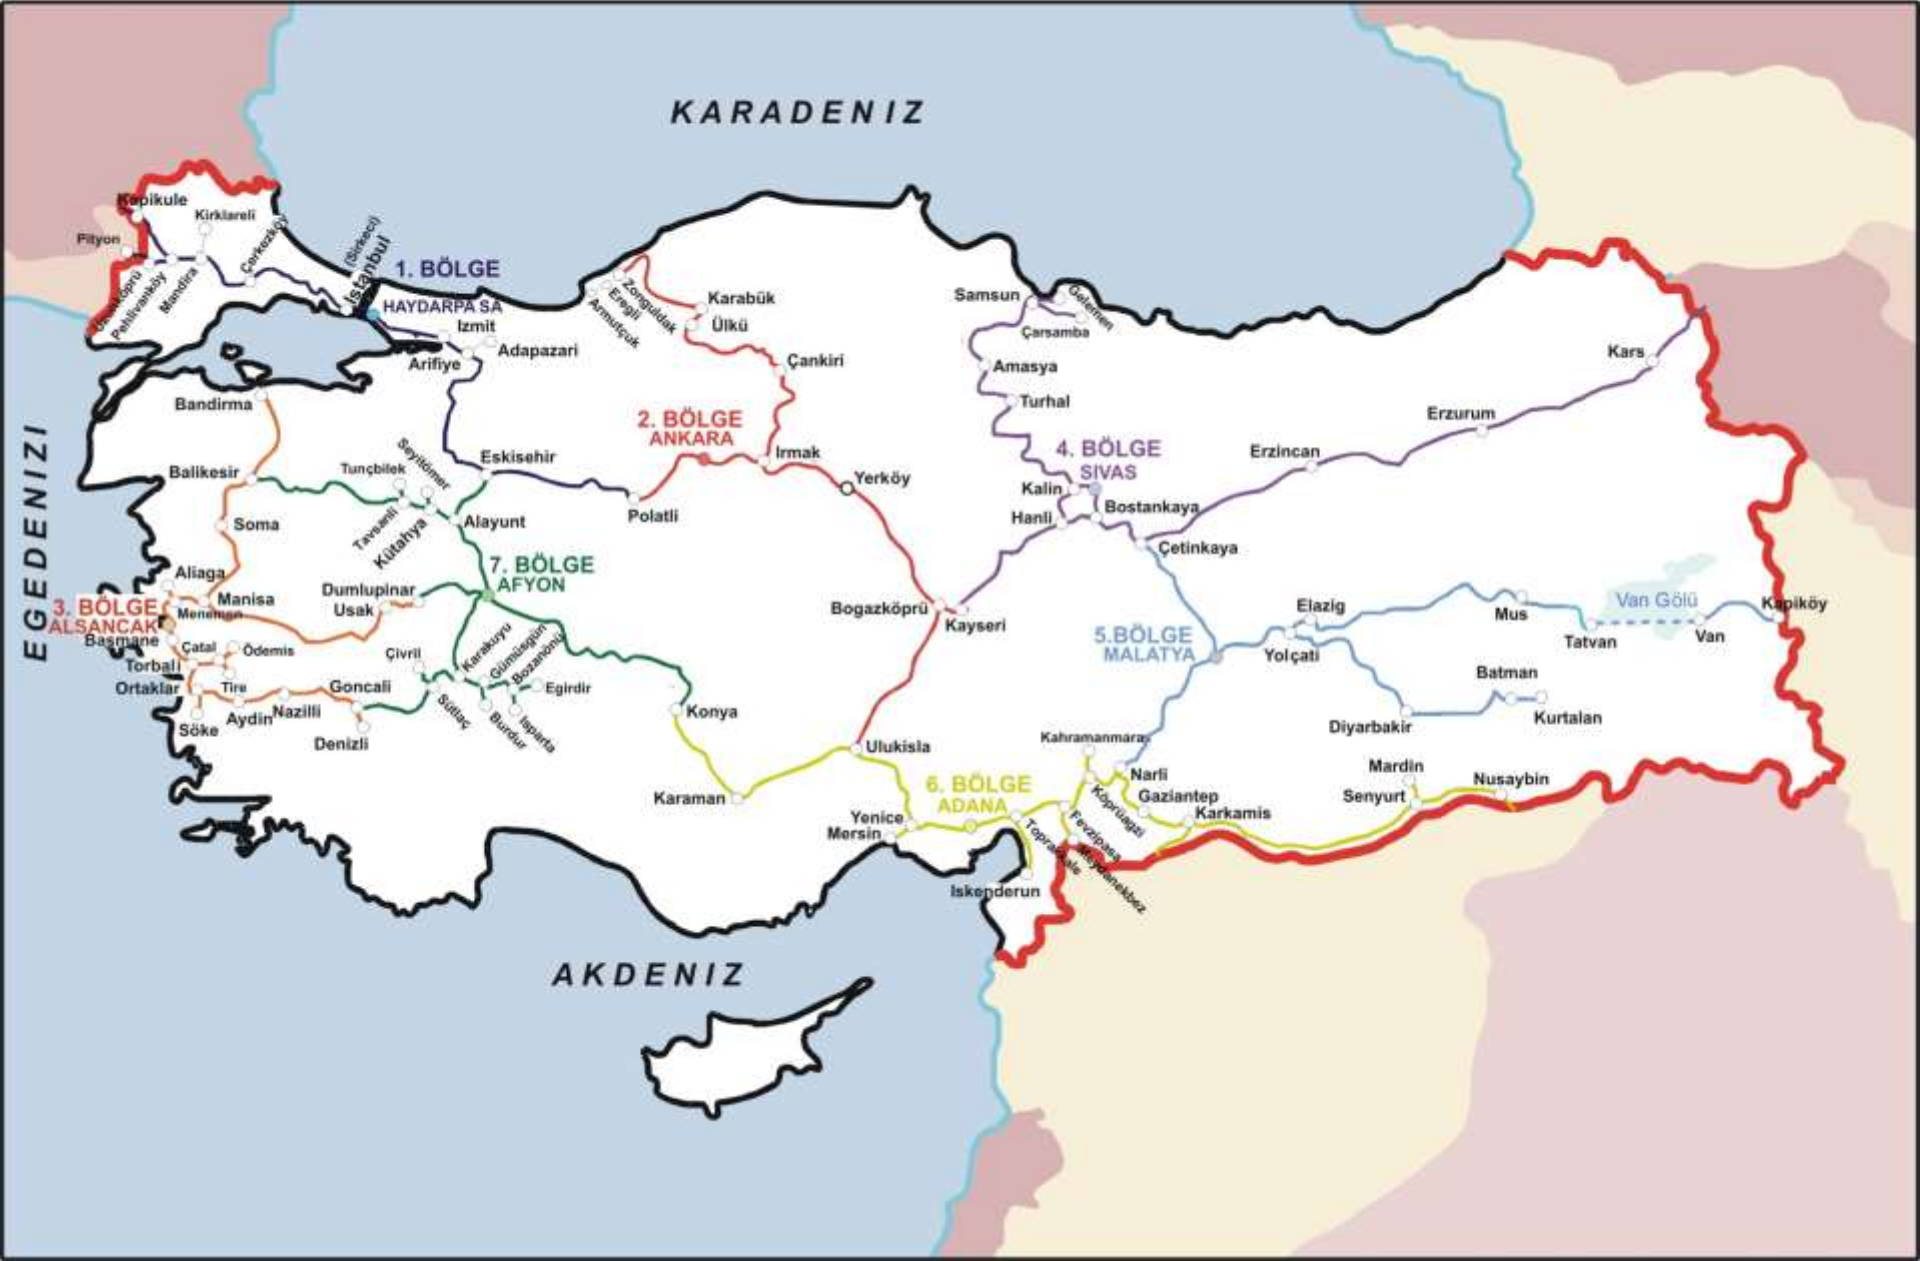 KARADENIZ
Kapikule
Kirklareli
Pityon
Çerkezköy
(Sirkeci)
Istanbul
1. BÖLGE
HAYDARPA SA
Uzunköprü
Pehlivanköy
Mandira
Izmit
Adapazari
Arifiye
Zonguldak
Eregli
Armutçuk
Karabük
Ülkü
Çankiri
Samsun
Gelemen
Çarsamba
Amasya
Turhal
Kars
Erzurum
Erzincan
Bandirma
Balikesir
Tunçbilek
Seyitömer
Eskisehir
2. BÖLGE
ANKARA
Irmak
Yerköy
4. BÖLGE
SIVAS
Kalin
Hanli
Bostankaya
Çetinkaya
Polatli
Soma
Tavsanli
Kütahya
Alayunt
7. BÖLGE
AFYON
EGEDENIZI
Aliaga
Manisa
Menemen
3. BÖLGE
ALSANCAK
Basmane
Dumlupinar
Usak
Bogazköprü
Kayseri
5.BÖLGE
MALATYA
Elazig
Yolçati
Mus
Tatvan
Van Gölü
Van
Kapiköy
Çatal
Ödemis
Torbali
Ortaklar
Tire
Söke
Aydin
Nazilli
Goncali
Denizli
Çivril
Sütlaç
Karakuyu
Gümüsgün
Bozanönü
Egirdir
Burdur
Isparta
Konya
Karaman
Ulukisla
Batman
Kurtalan
Diyarbakir
Kahramanmaras
Narli
Gaziantep
Karkamis
Köprüagzi
Mardin
Senyurt
Nusaybin
6. BÖLGE
ADANA
Yenice
Mersin
Toprakkale
Fevzipasa
Meydanekbez
Iskenderun
AKDENIZ